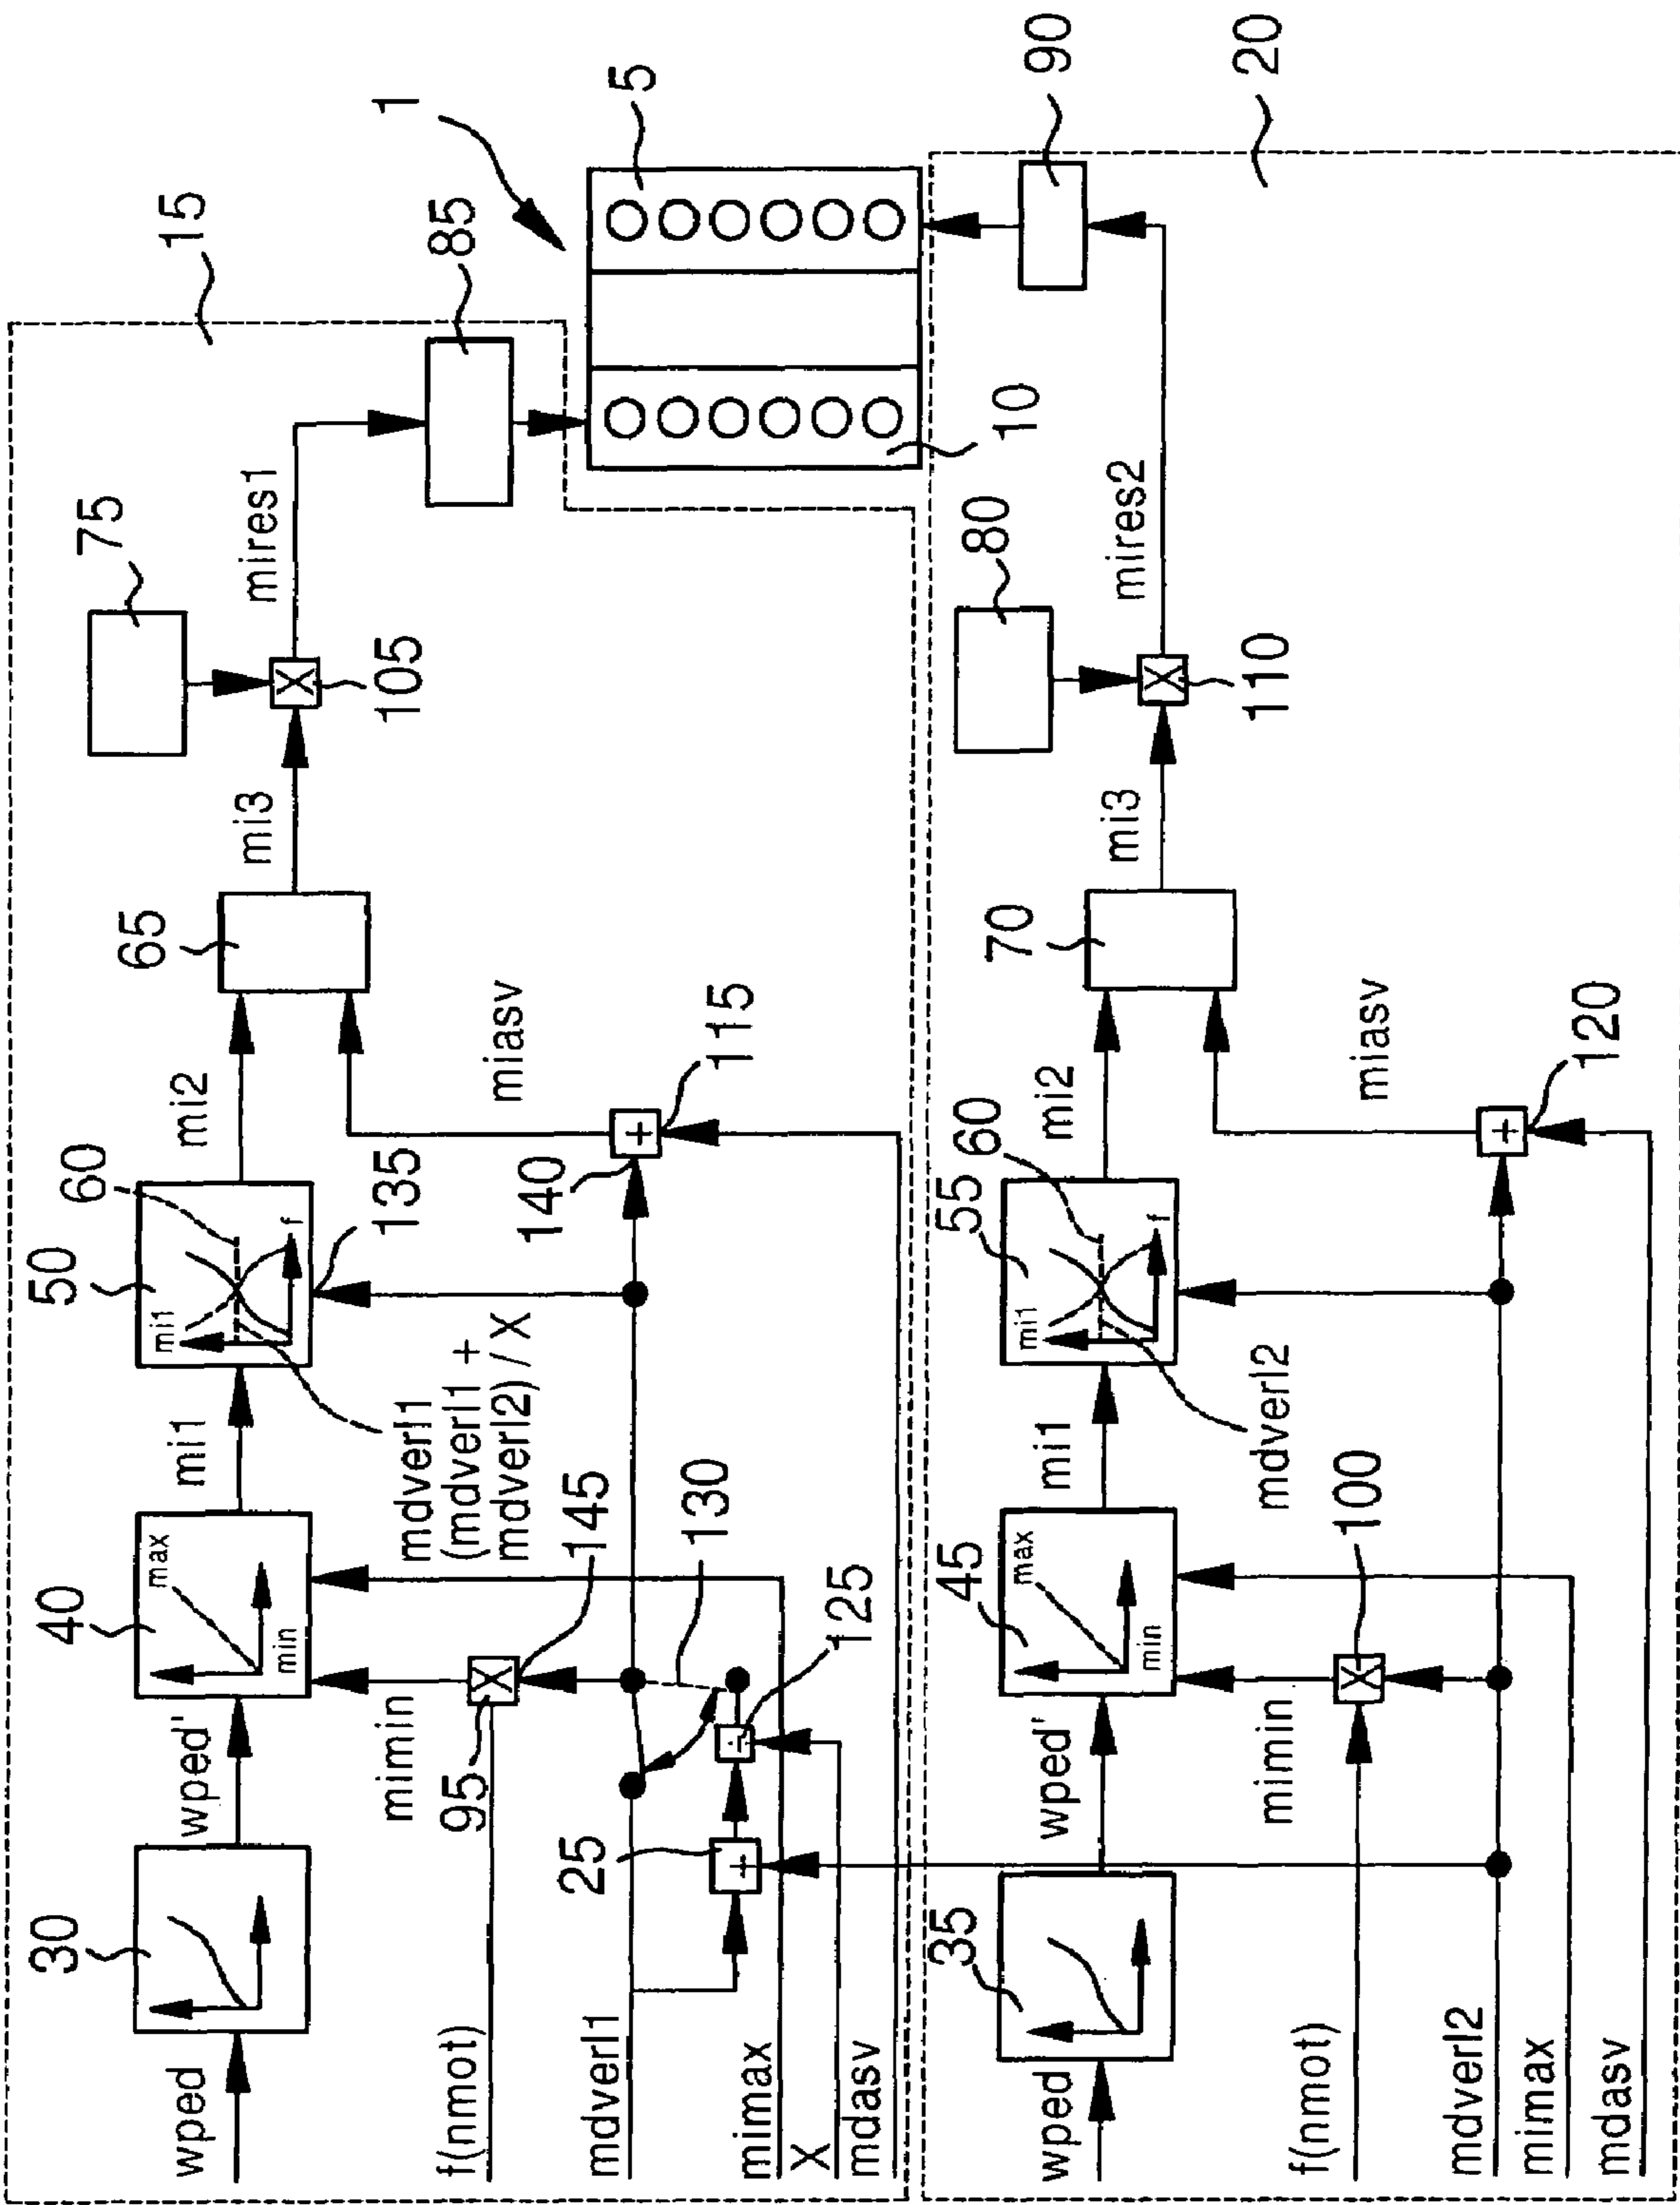 15
1
5
75
85
mires1
65
mi3
105
10
50
60
mi2
135
140
miasv
115
mi1
f
mdverl1
(mdverl1 +
mdverl2) / X
40
mi1
max
min
145
130
125
30
wped'
mimin
X
95
25
wped
f(nmot)
mdverl1
mimax
X
mdasv
+
X
90
20
80
mires2
70
mi3
X
110
55
60
mi2
miasv
+
120
mi1
f
mdverl2
45
mi1
max
min
100
35
wped'
mimin
X
wped
f(nmot)
mdverl2
mimax
mdasv